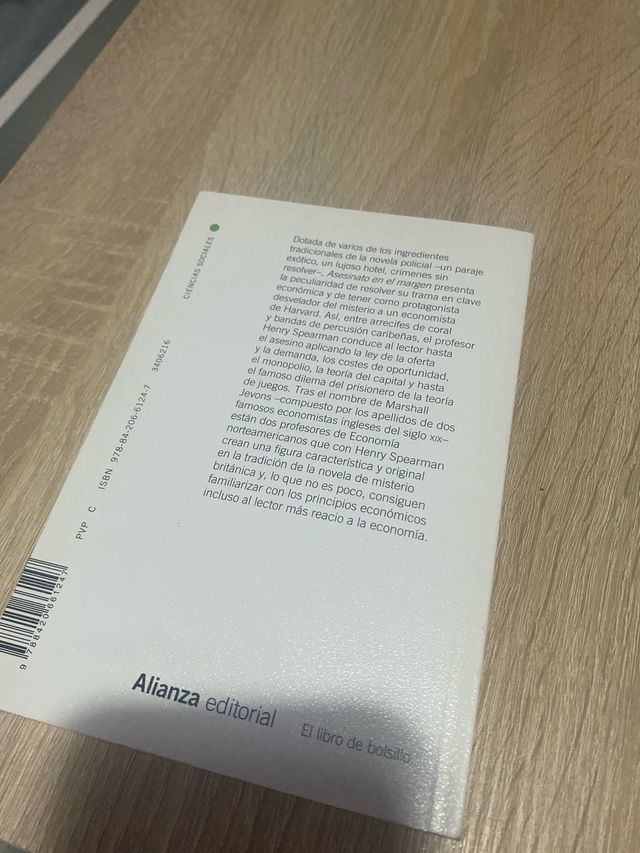 Dotada de varios de los ingredientes
tradicionales de la novela policial –un paraje
exótico, un lujoso hotel, crímenes sin
resolver–, Asesinato en el margen presenta
la peculiaridad de resolver su trama en clave
económica y de tener como protagonista
desvelador del misterio a un economista
de Harvard. Así, entre arrecifes de coral
y bandas de percusión caribeñas, el profesor
Henry Spearman conduce al lector hasta
el asesino aplicando la ley de la oferta
y la demanda, los costes de oportunidad,
el monopolio, la teoría del capital y hasta
el famoso dilema del prisionero de la teoría
de juegos. Tras el nombre de Marshall
Jevons –compuesto por los apellidos de dos
famosos economistas ingleses del siglo XIX–
están dos profesores de Economía
norteamericanos que con Henry Spearman
crean una figura característica y original
en la tradición de la novela de misterio
británica y, lo que no es poco, consiguen
familiarizar con los principios económicos
incluso al lector más reacio a la economía.
CIENCIAS SOCIALES
3406216
ISBN 978-84-206-6124-7
PVP C
9 788420 661247
Alianza editorial
El libro de bolsillo